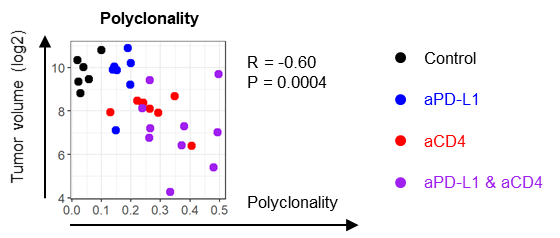 Polyclonality
Tumor volume (log2)
10
8
6
4
0.0 0.1 0.2 0.3 0.4 0.5
R = -0.60
P = 0.0004
Polyclonality
Control
aPD-L1
aCD4
aPD-L1 & aCD4